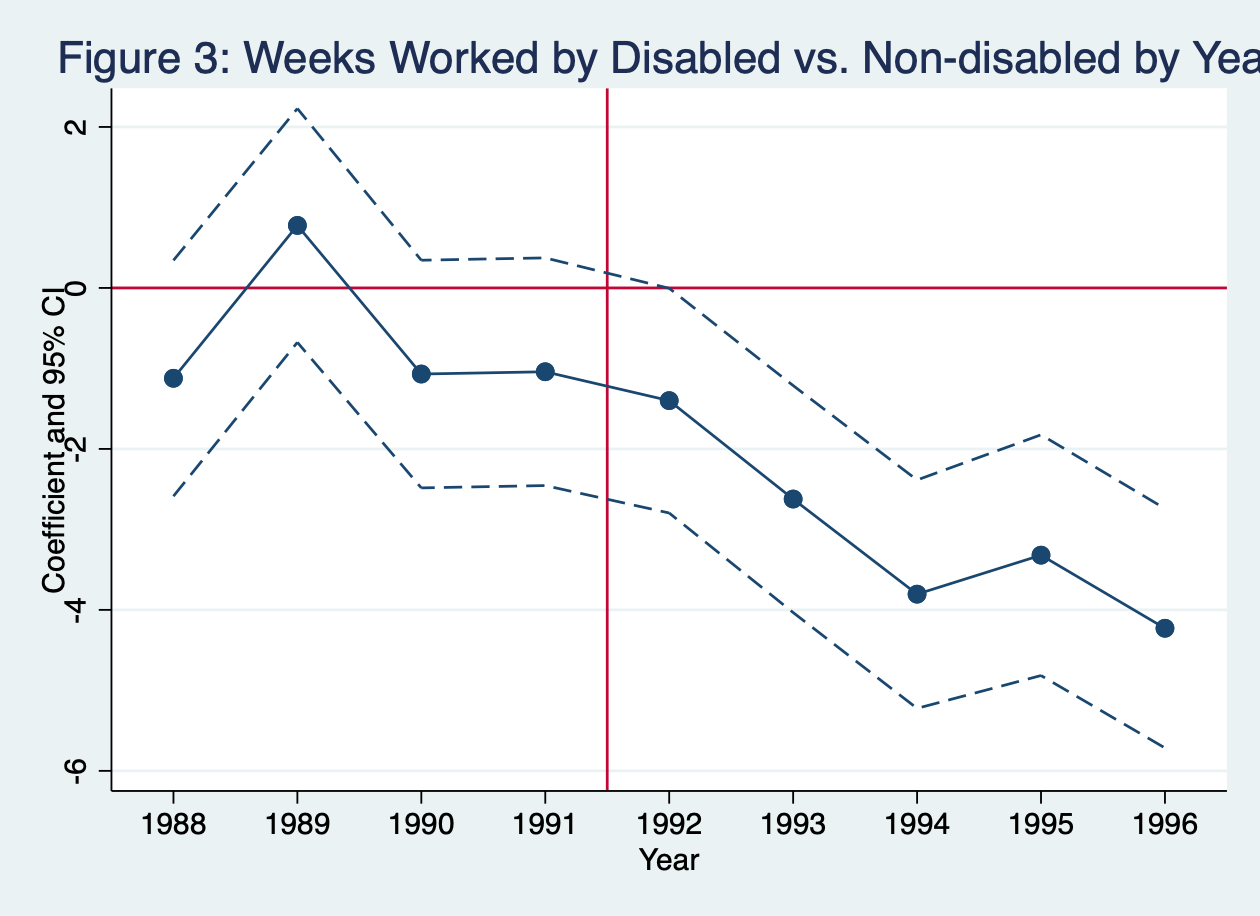 Figure 3: Weeks Worked by Disabled vs. Non-disabled by Yea
Coefficient and 95% CI
2
0
-2
-4
-6
1988 1989 1990 1991 1992 1993 1994 1995 1996
Year